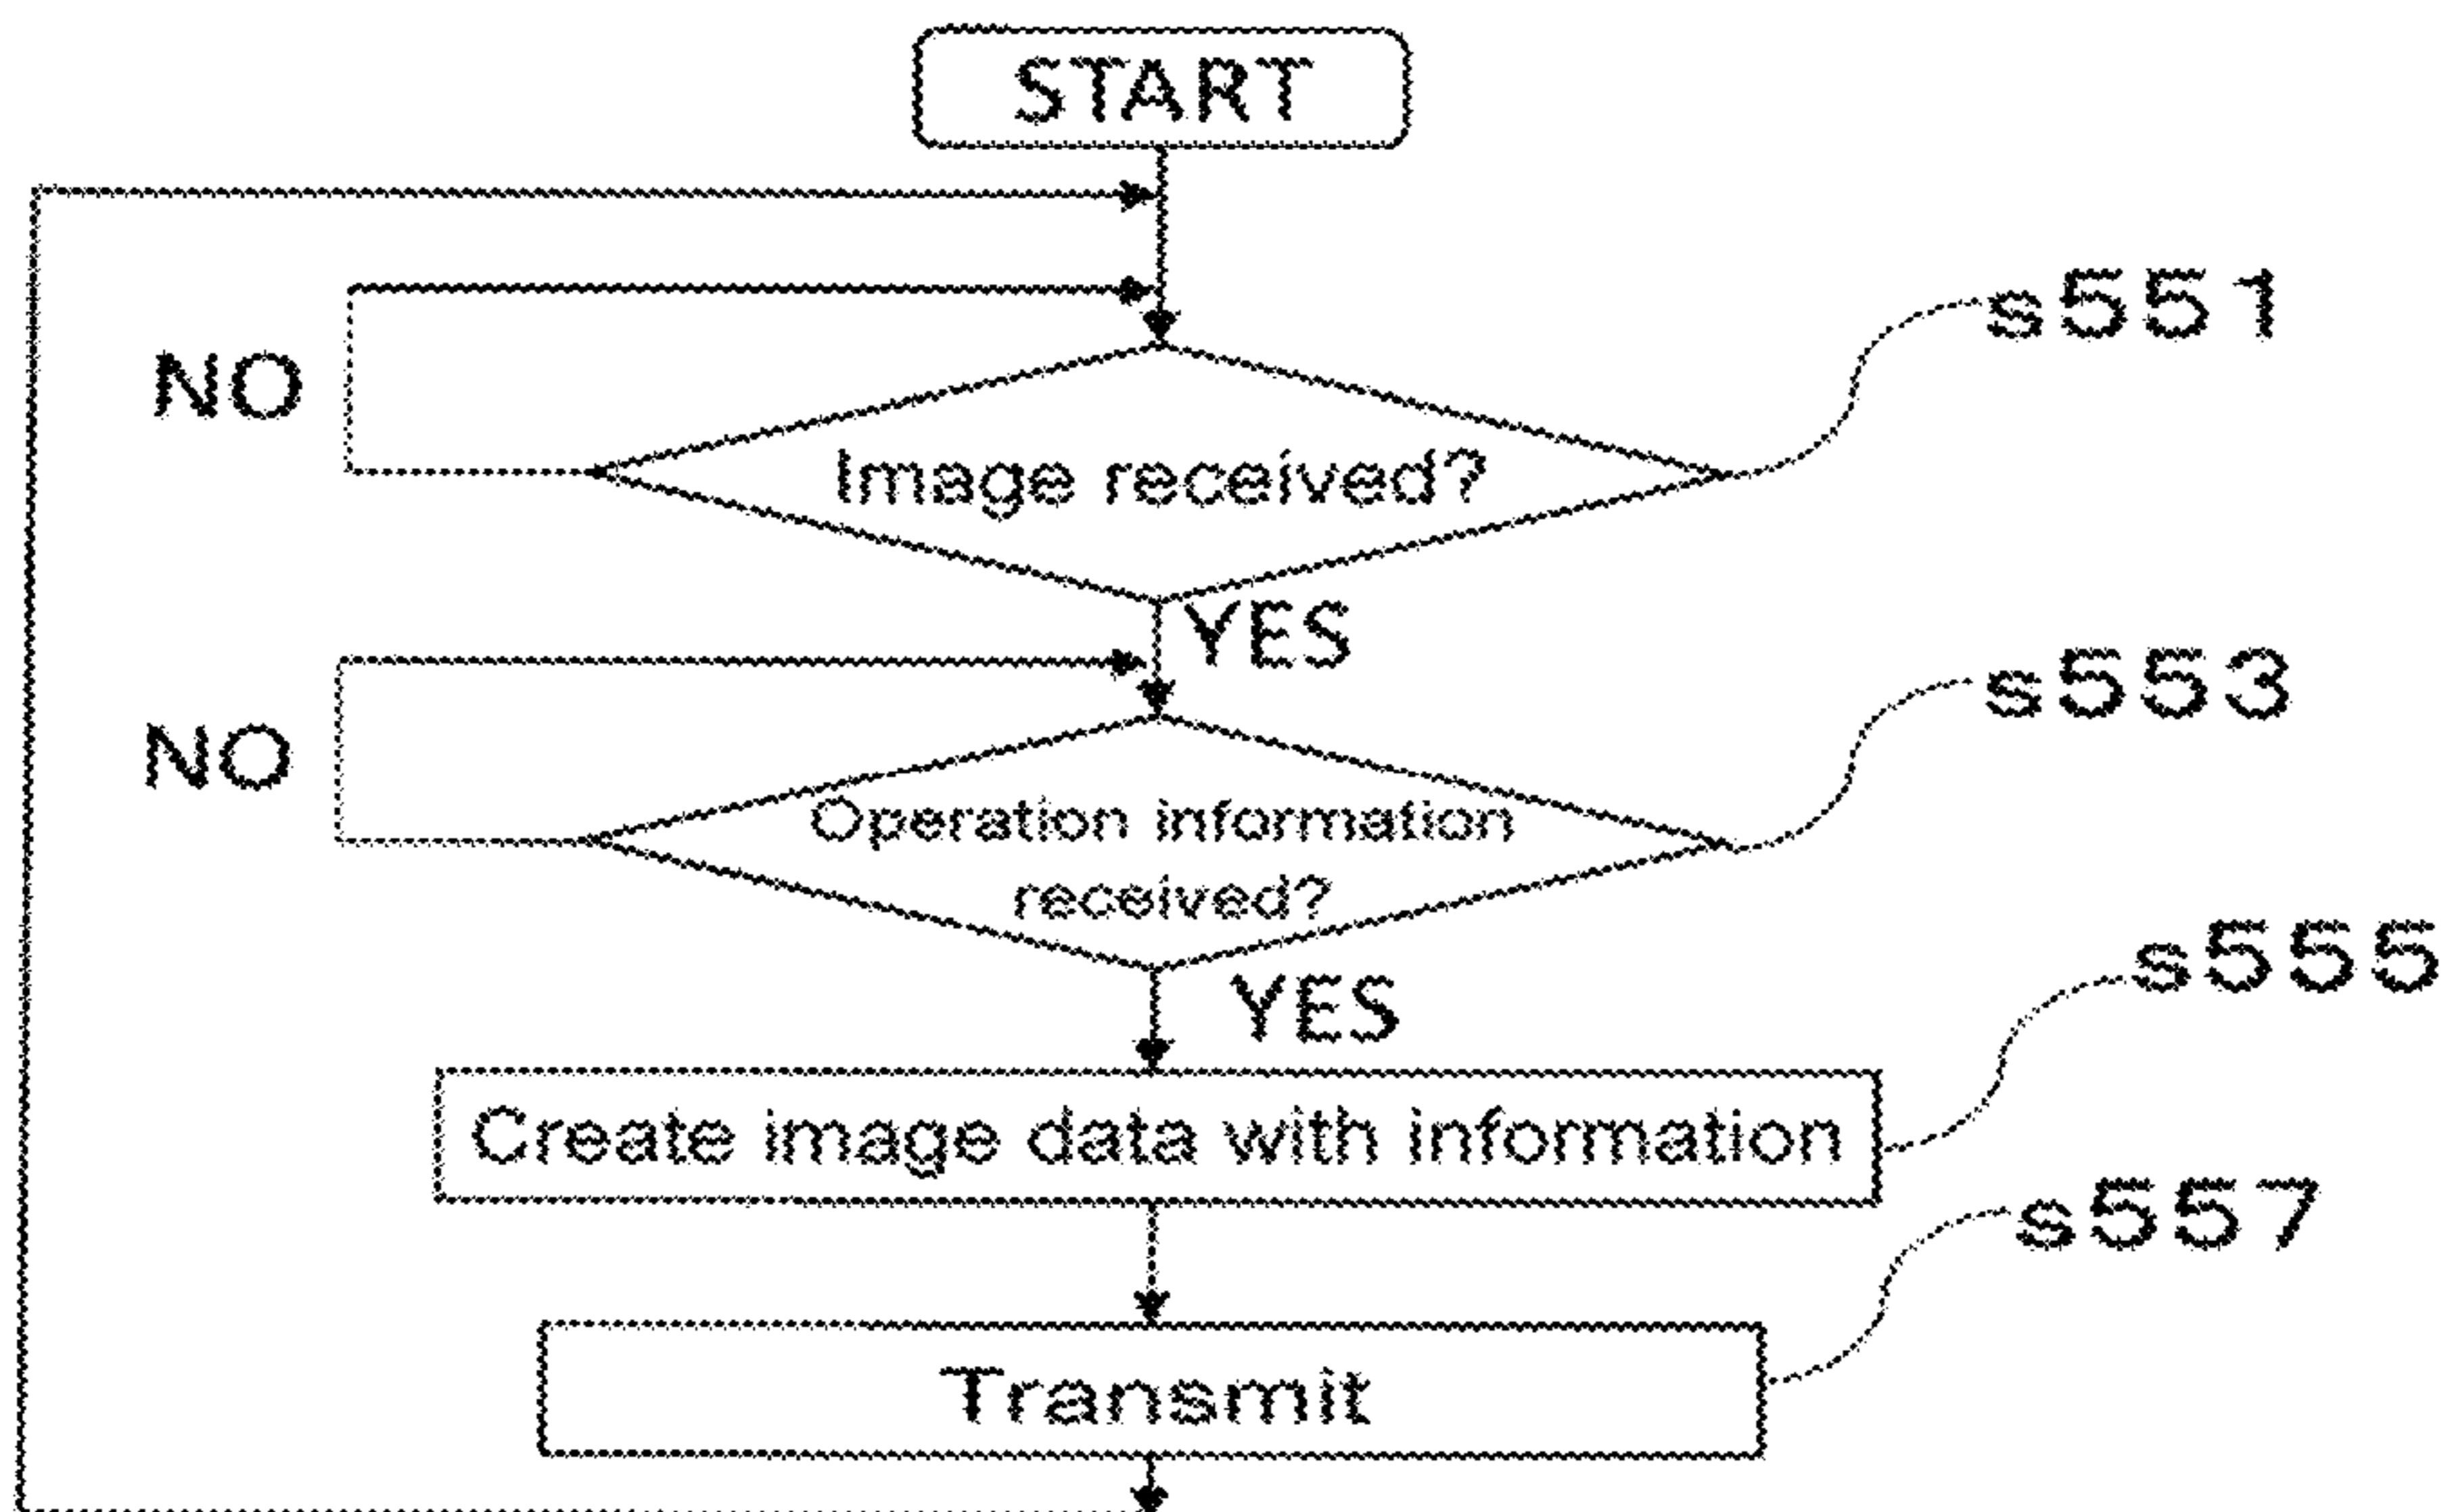 START
s551
NO
Image received?
YES
s553
NO
Operation information
received?
s555
YES
Create image data with information
s557
Transmit